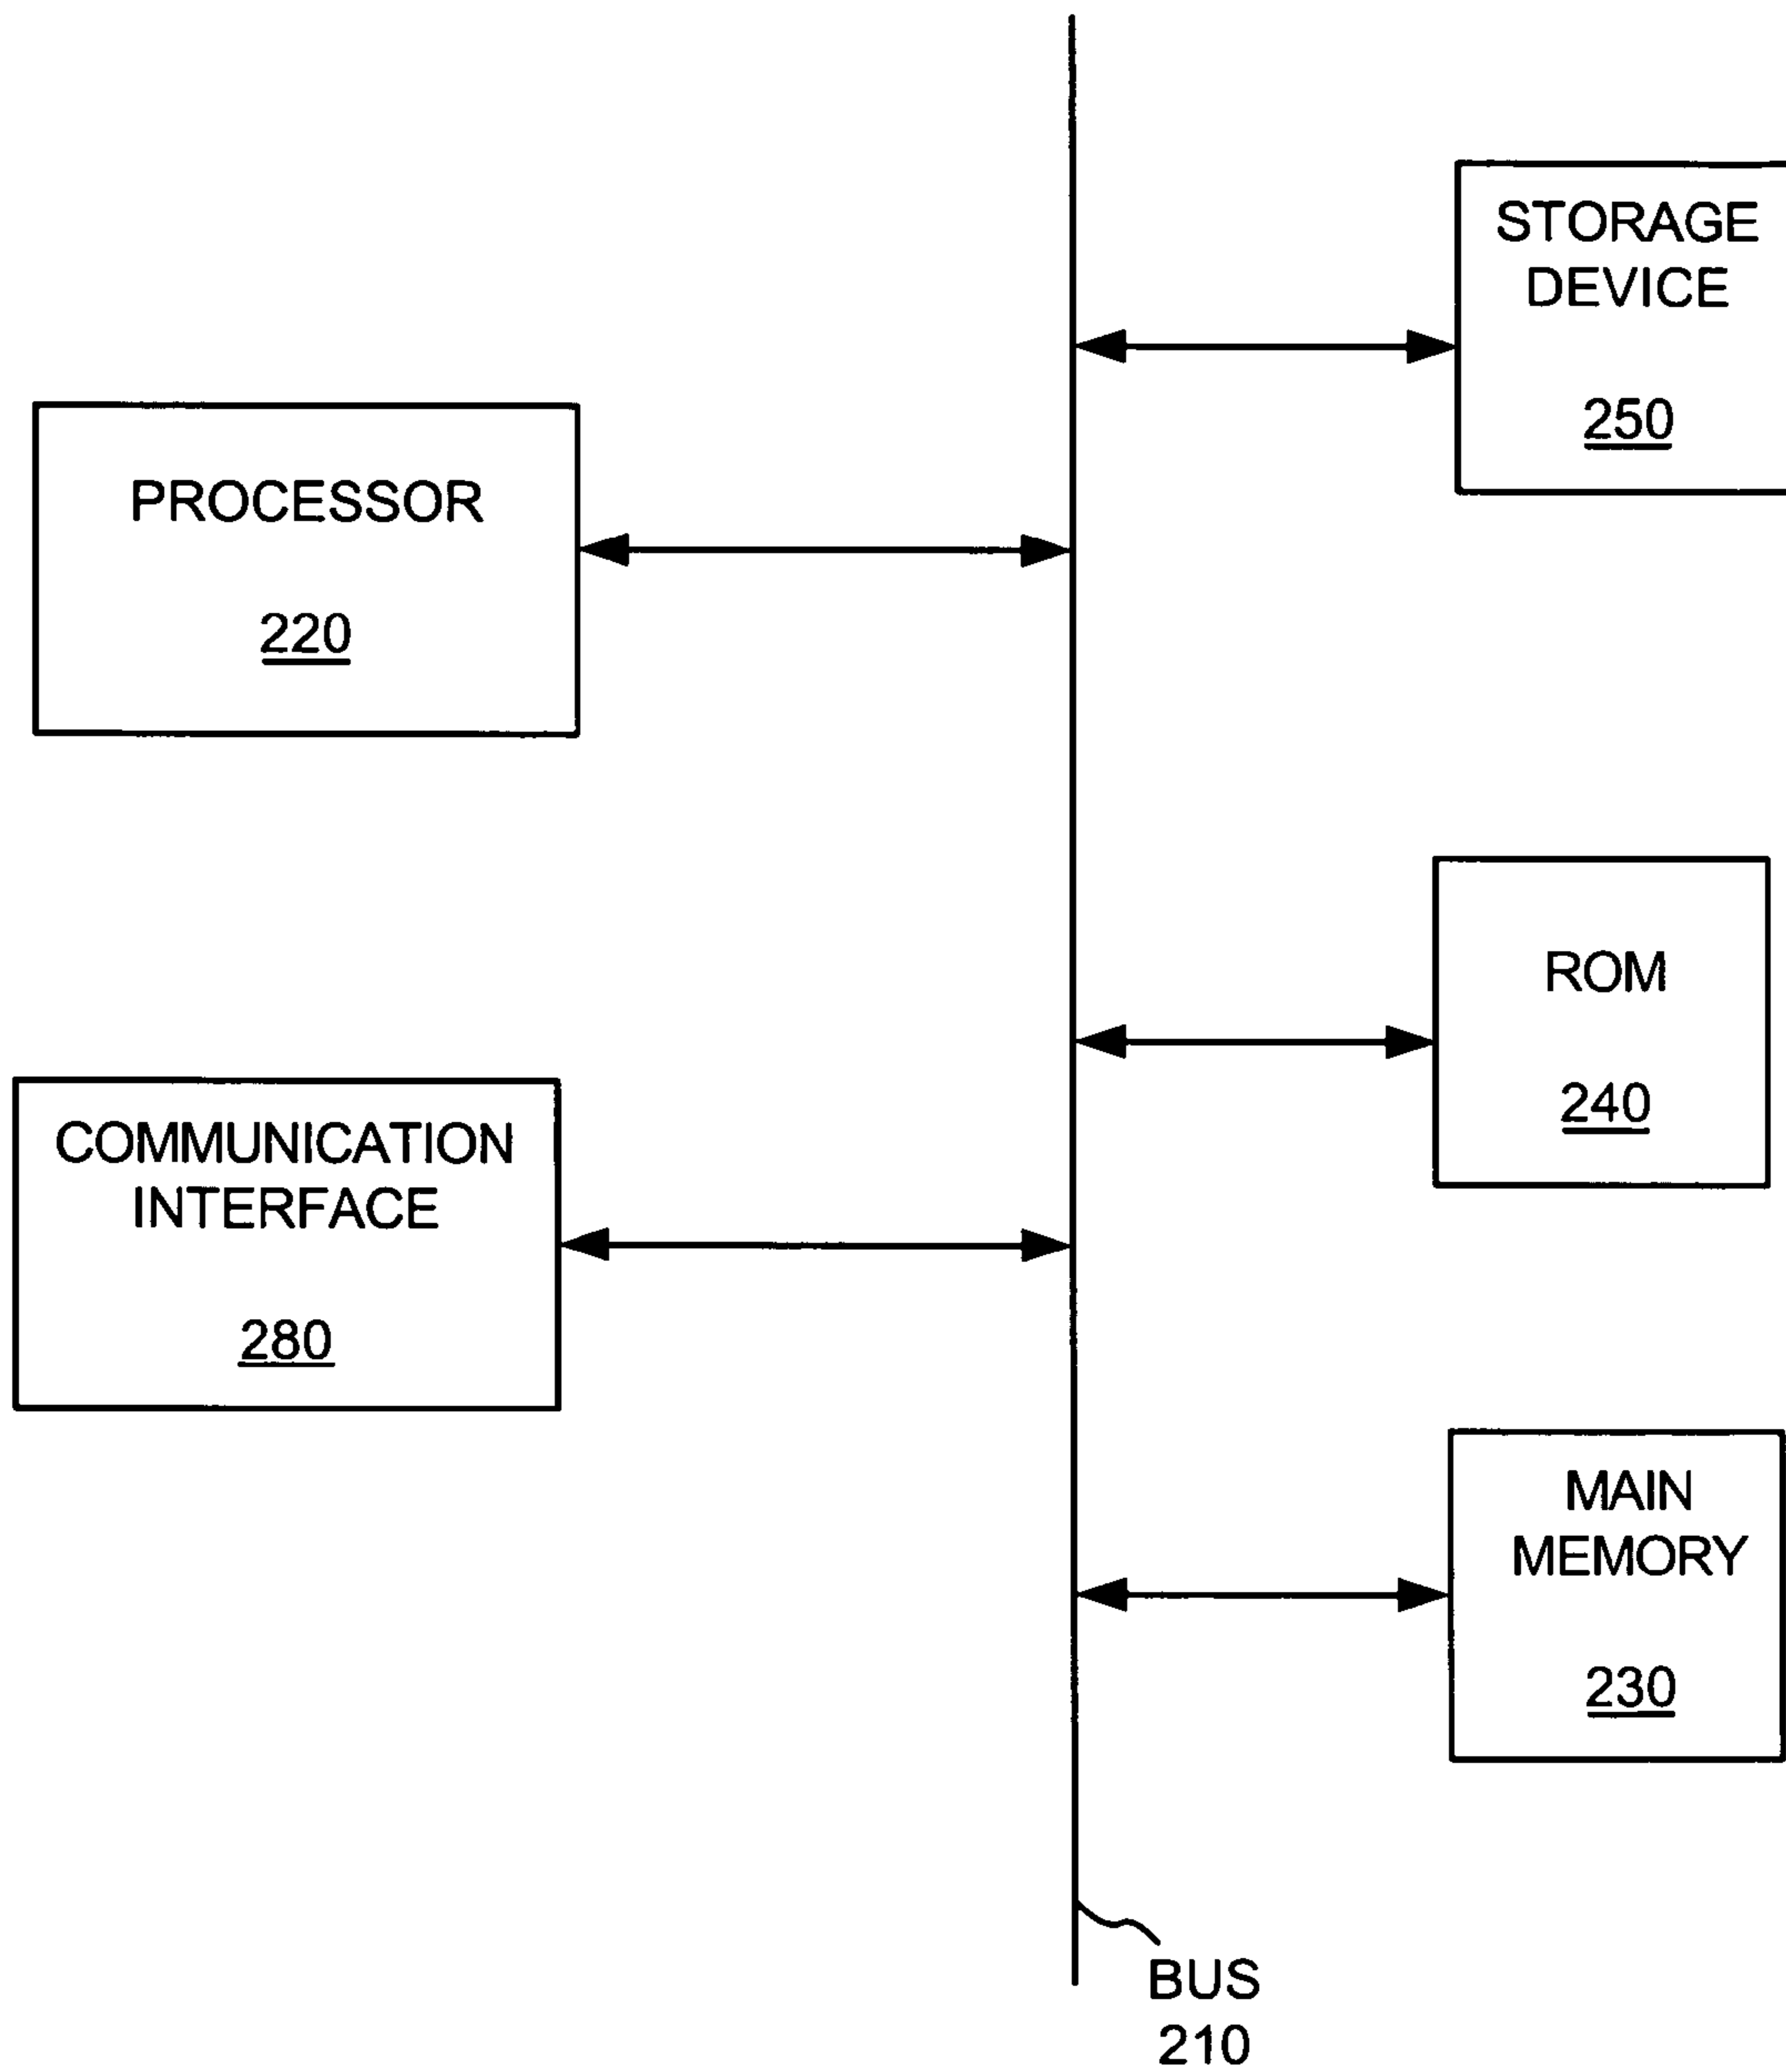 STORAGE
DEVICE
250
PROCESSOR
220
ROM
240
COMMUNICATION
INTERFACE
280
MAIN
MEMORY
230
BUS
210